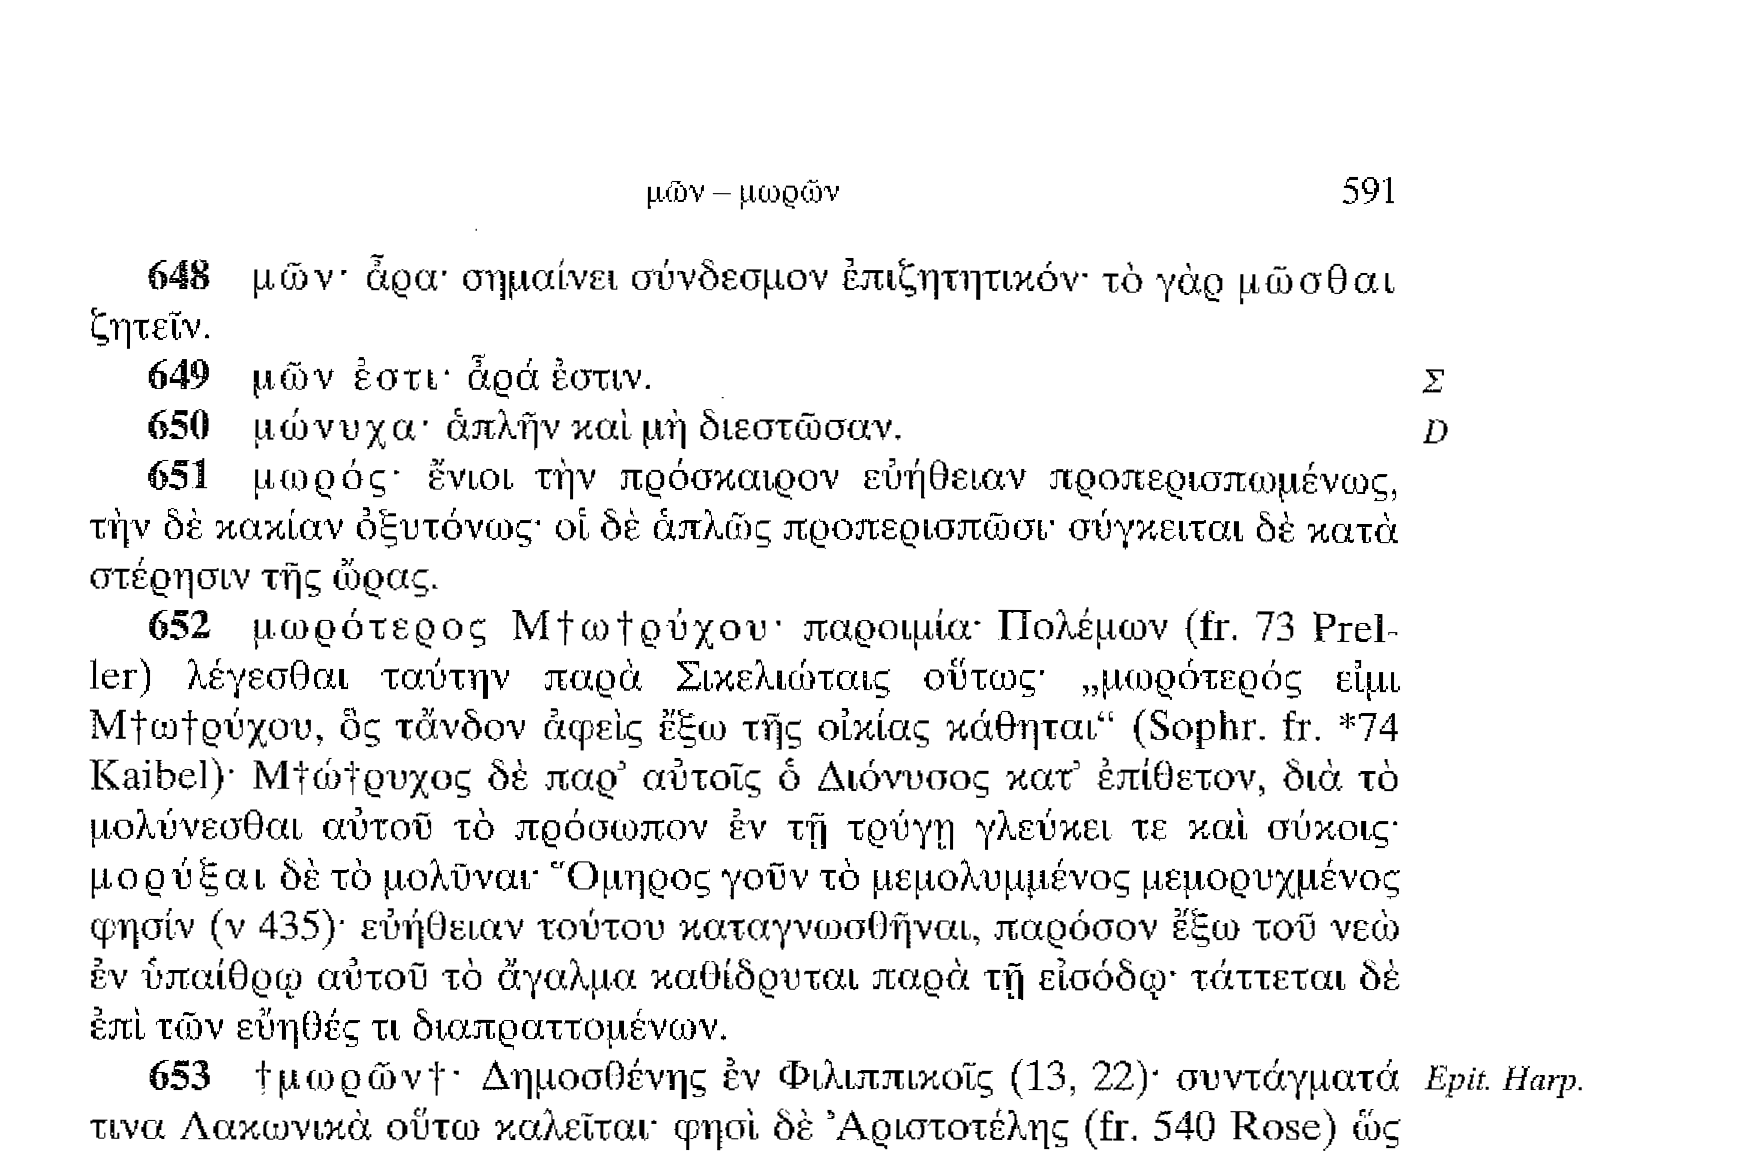 μῶν – μωρῶν 591
648 μῶν· ἆρα· σημαίνει σύνδεσμον ἐπιζητητικόν· τὸ γὰρ μῶσθαι
ζητεῖν.
649 μῶν ἐστι· ἆρά ἐστιν. Σ
650 μώνυχα· ἁπλῆν καὶ μὴ διεστῶσαν. D
651 μωρός· ἔνιοι τὴν πρόσκαιρον εὐήθειαν προπερισπωμένως,
τὴν δὲ κακίαν ὀξυτόνως· οἱ δὲ ἁπλῶς προπερισπῶσι· σύγκειται δὲ κατὰ
στέρησιν τῆς ὤρας.
652 μωρότερος Μ†ω†ρύχου· παροιμία· Πολέμων (fr. 73 Prel-
ler) λέγεσθαι ταύτην παρὰ Σικελιώταις οὕτως· „μωρότερός εἰμι
Μ†ω†ρύχου, ὃς τἄνδον ἀφεὶς ἔξω τῆς οἰκίας κάθηται“ (Sophr. fr. *74
Kaibel)· Μ†ώ†ρυχος δὲ παρ’ αὐτοῖς ὁ Διόνυσος κατ’ ἐπίθετον, διὰ τὸ
μολύνεσθαι αὐτοῦ τὸ πρόσωπον ἐν τῇ τρύγῃ γλεύκει τε καὶ σύκοις·
μορύξαι δὲ τὸ μολῦναι· Ὅμηρος γοῦν τὸ μεμολυμμένος μεμορυχμένος
φησίν (ν 435)· εὐήθειαν τούτου καταγνωσθῆναι, παρόσον ἔξω τοῦ νεὼ
ἐν ὑπαίθρῳ αὐτοῦ τὸ ἄγαλμα καθίδρυται παρὰ τῇ εἰσόδῳ· τάττεται δὲ
ἐπὶ τῶν εὔηθές τι διαπραττομένων.
653 †μωρῶν†· Δημοσθένης ἐν Φιλιππικοῖς (13, 22)· συντάγματά Epit. Harp.
τινα Λακωνικὰ οὕτω καλεῖται· φησὶ δὲ Ἀριστοτέλης (fr. 540 Rose) ὥς